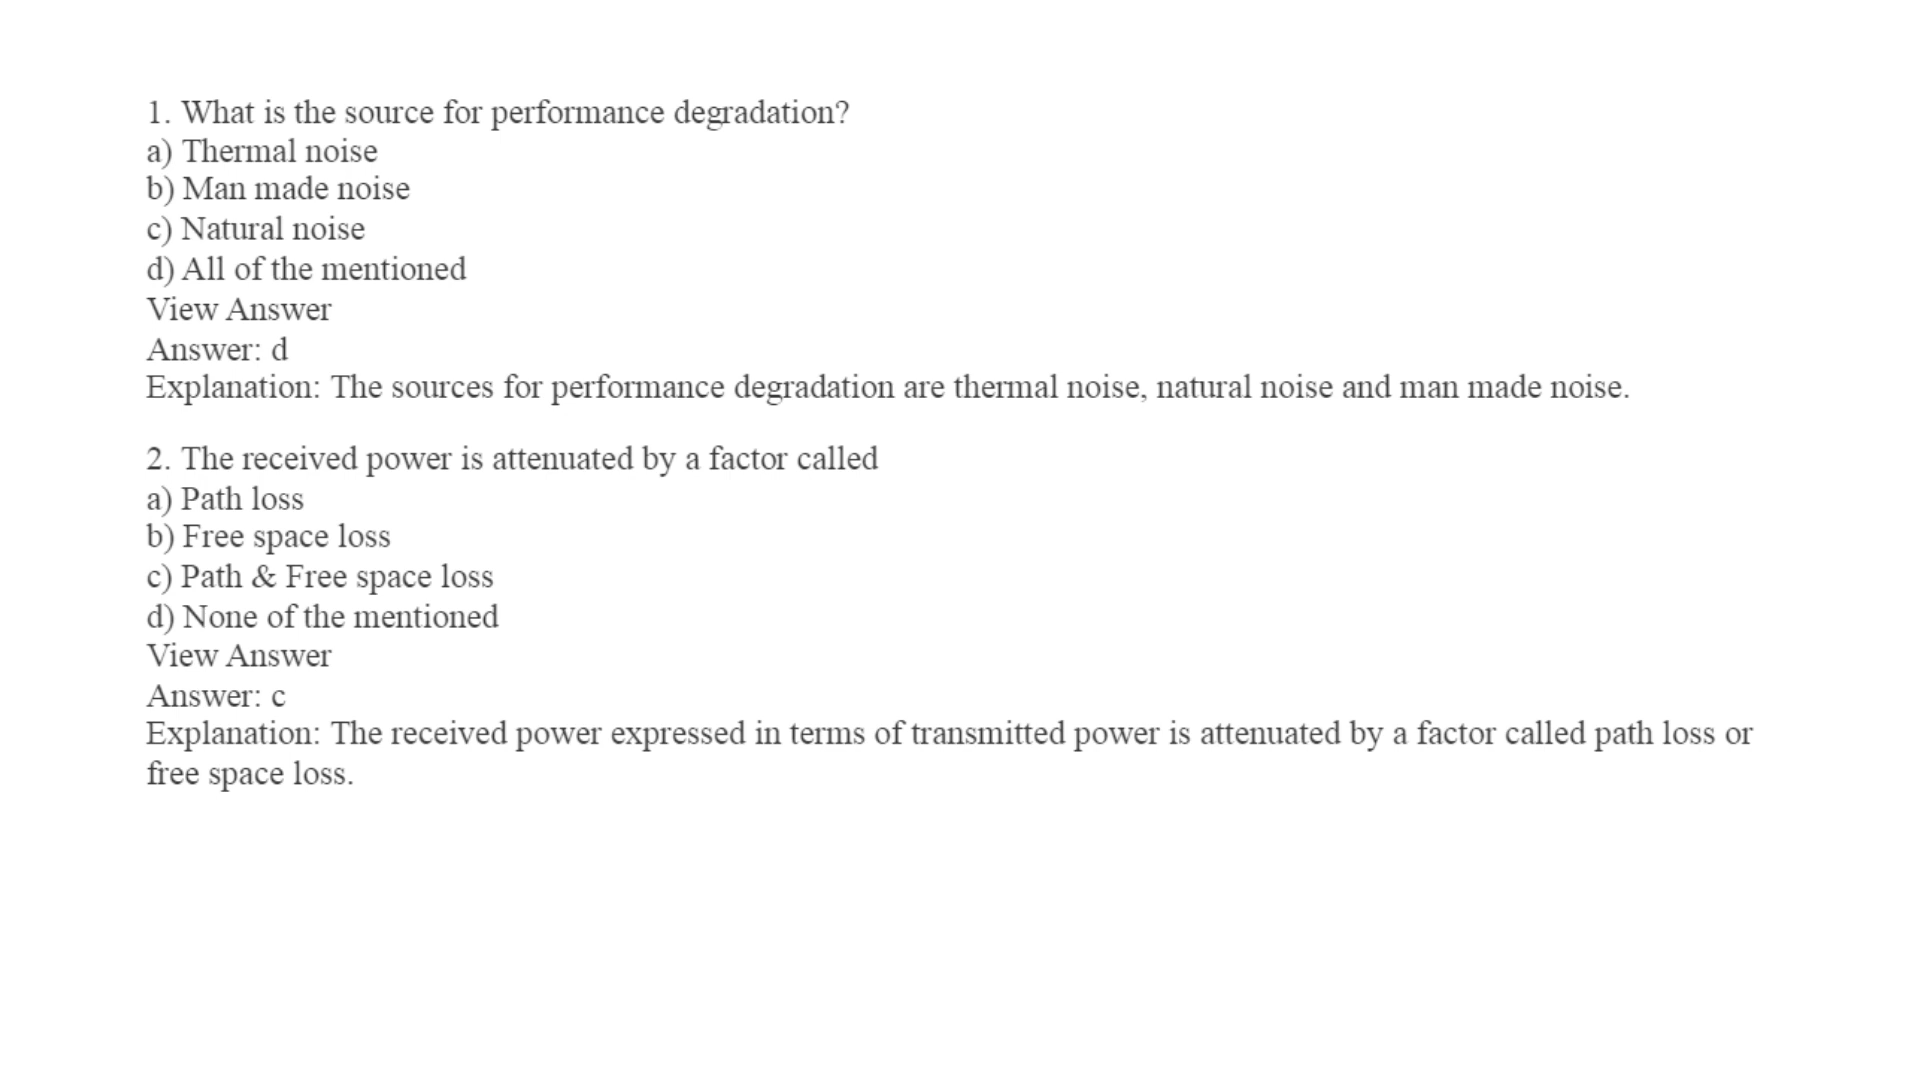 1. What is the source for performance degradation?
a) Thermal noise
b) Man made noise
c) Natural noise
d) All of the mentioned
View Answer
Answer: d
Explanation: The sources for performance degradation are thermal noise, natural noise and man made noise.
2. The received power is attenuated by a factor called
a) Path loss
b) Free space loss
c) Path & Free space loss
d) None of the mentioned
View Answer
Answer: c
Explanation: The received power expressed in terms of transmitted power is attenuated by a factor called path loss or
free space loss.